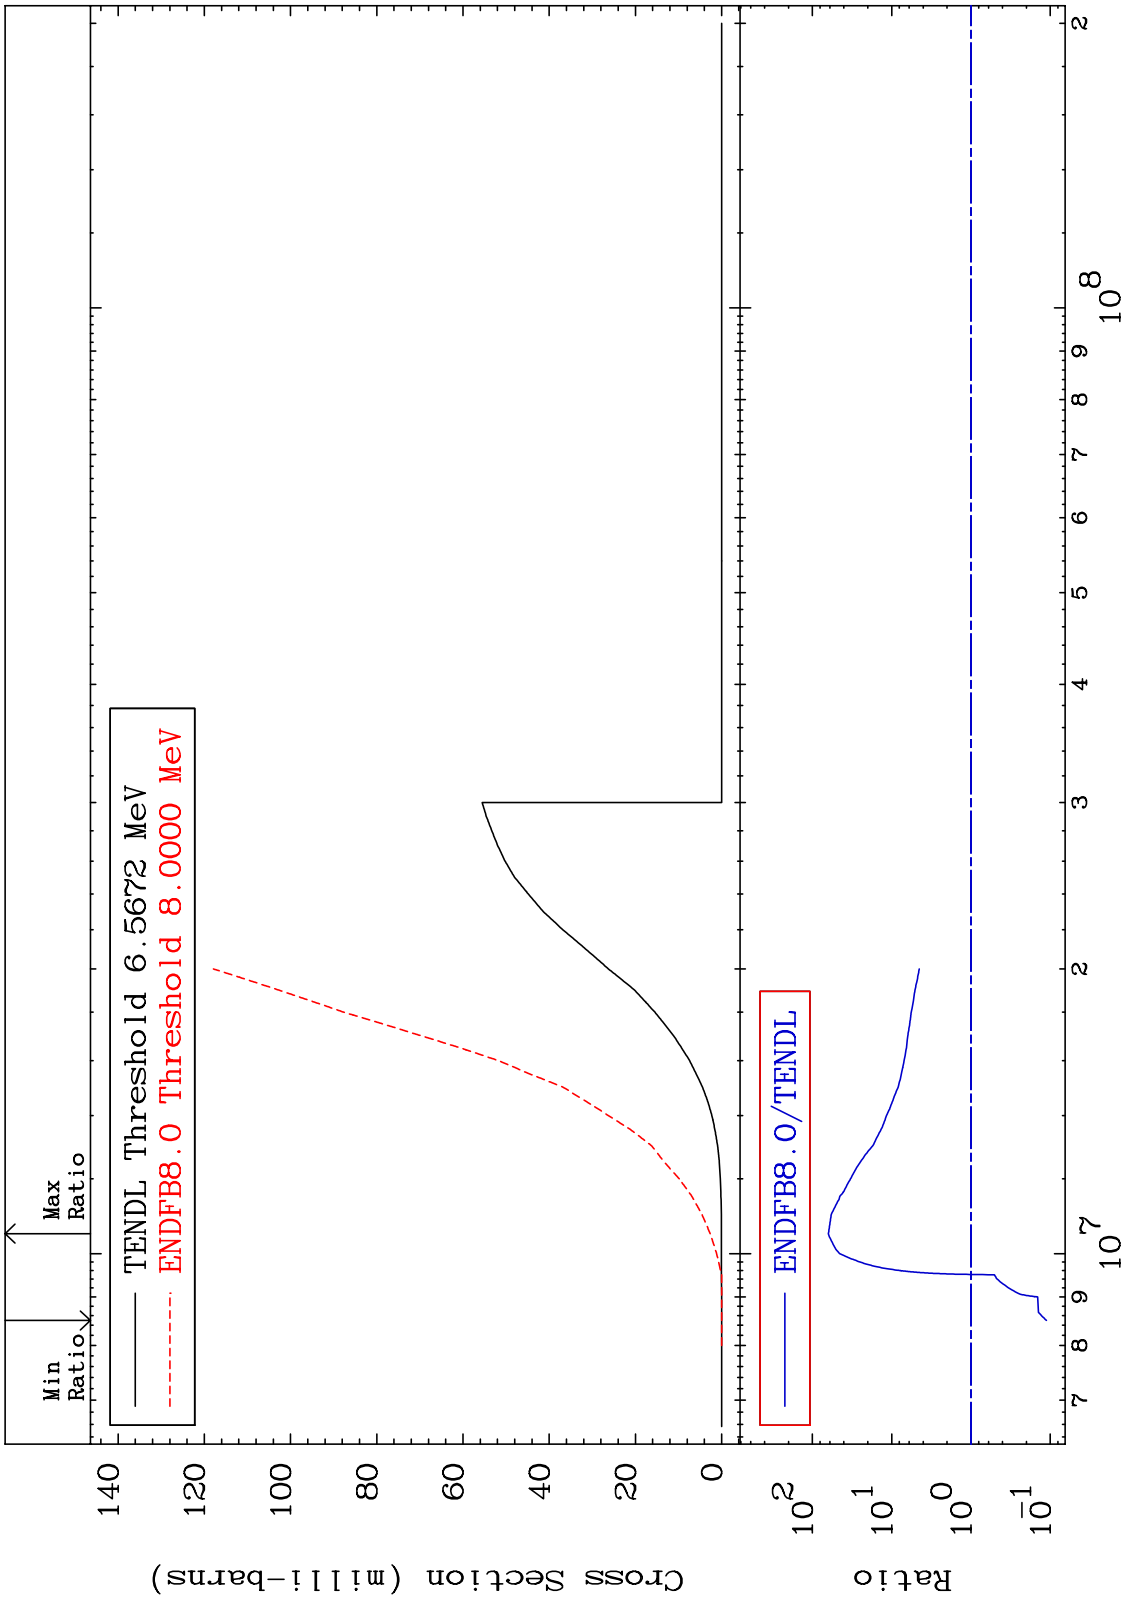 Min
Ratio
Max
Ratio
TENDL Threshold 6.5672 MeV
ENDFB8.0 Threshold 8.0000 MeV
140
120
100
80
60
40
20
0
Cross Section (milli-barns)
ENDFB8.0/TENDL
10^2
10^1
10^0
10^-1
Ratio
7
8
9
10^7
2
3
4
5
6
7
8
9
10^8
2